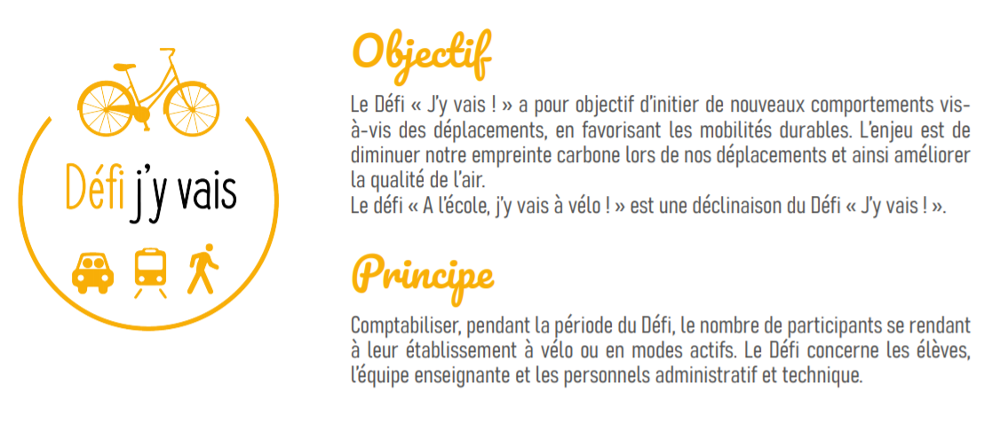 Défi j'y vais
Objectif
Le Défi « J'y vais ! » a pour objectif d'initier de nouveaux comportements vis-
à-vis des déplacements, en favorisant les mobilités durables. L'enjeu est de
diminuer notre empreinte carbone lors de nos déplacements et ainsi améliorer
la qualité de l'air.
Le défi « A l'école, j'y vais à vélo ! » est une déclinaison du Défi « J'y vais ! ».
Principe
Comptabiliser, pendant la période du Défi, le nombre de participants se rendant
à leur établissement à vélo ou en modes actifs. Le Défi concerne les élèves,
l'équipe enseignante et les personnels administratif et technique.